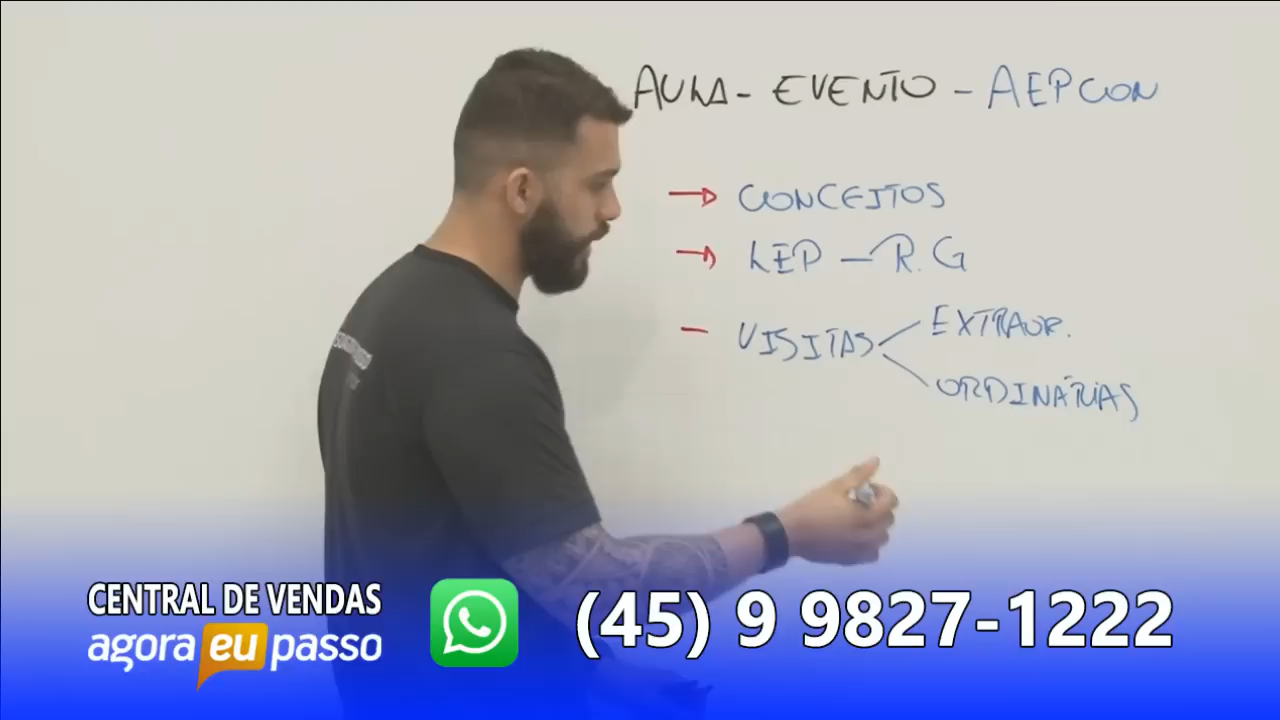 AULA - EVENTO - AEPCON
→ CONCEITOS
→ LEP - R.G
- VISITAS
EXTRAOR.
ORDINÁRIAS
CENTRAL DE VENDAS
agora eu passo
(45) 9 9827-1222